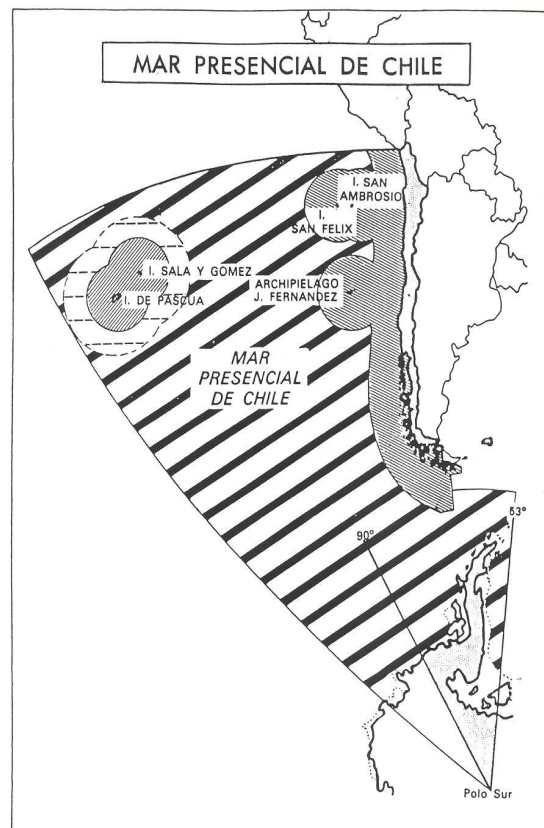 MAR PRESENCIAL DE CHILE
I. SAN
AMBROSIO
I.
SAN FELIX
I. SALA Y GOMEZ
I. DE PASCUA
ARCHIPIELAGO
J. FERNANDEZ
MAR
PRESENCIAL
DE CHILE
53°
90°
Polo Sur